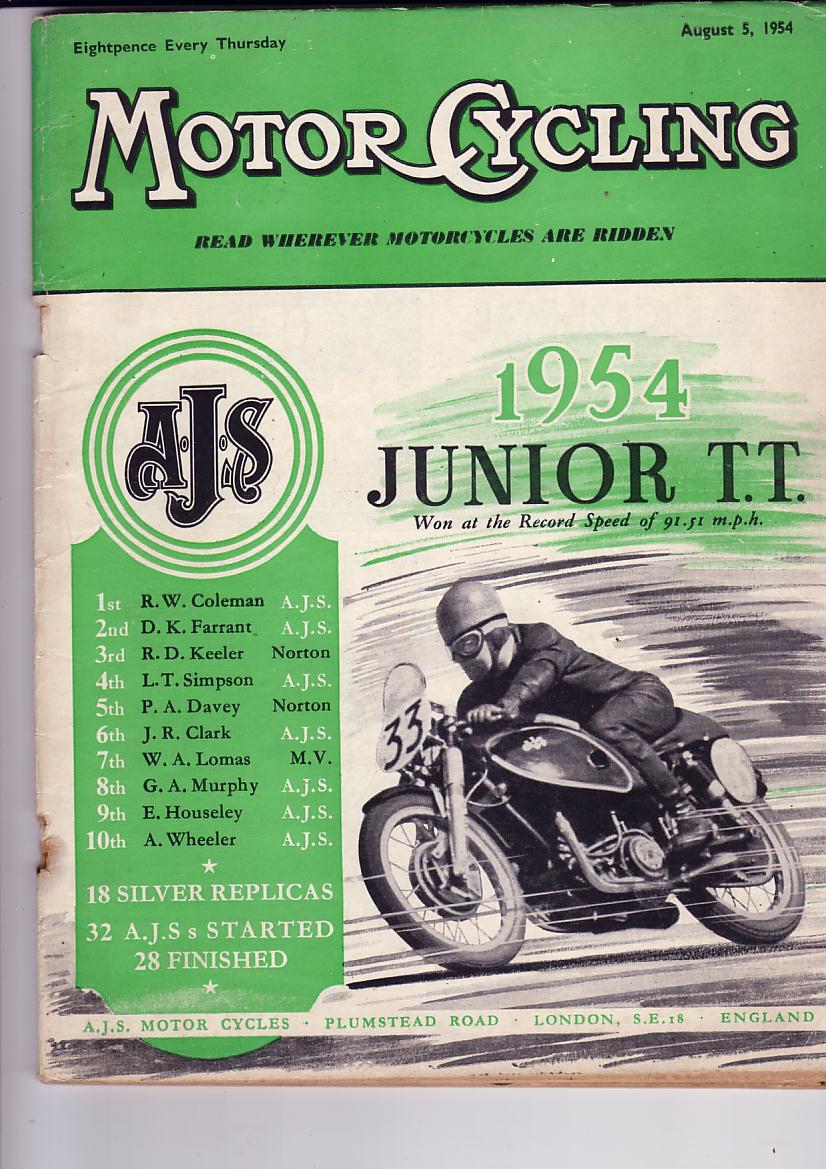 Eightpence Every Thursday
August 5, 1954
MOTOR CYCLING
READ WHEREVER MOTORCYCLES ARE RIDDEN
AJS
1954
JUNIOR T.T.
Won at the Record Speed of 91.51 m.p.h.
1st R. W. Coleman A.J.S.
2nd D. K. Farrant A.J.S.
3rd R. D. Keeler Norton
4th L. T. Simpson A.J.S.
5th P. A. Davey Norton
6th J. R. Clark A.J.S.
7th W. A. Lomas M.V.
8th G. A. Murphy A.J.S.
9th E. Houseley A.J.S.
10th A. Wheeler A.J.S.
18 SILVER REPLICAS
32 A.J.S s STARTED
28 FINISHED
33
A.J.S. MOTOR CYCLES · PLUMSTEAD ROAD · LONDON, S.E.18 · ENGLAND